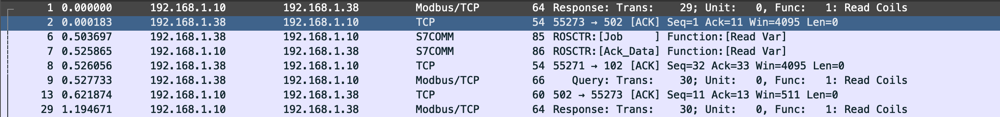 1 0.000000 192.168.1.10 192.168.1.38 Modbus/TCP 64 Response: Trans: 29; Unit: 0, Func: 1: Read Coils
2 0.000183 192.168.1.38 192.168.1.10 TCP 54 55273 → 502 [ACK] Seq=1 Ack=11 Win=4095 Len=0
6 0.503697 192.168.1.38 192.168.1.10 S7COMM 85 ROSCTR:[Job ] Function:[Read Var]
7 0.525865 192.168.1.10 192.168.1.38 S7COMM 86 ROSCTR:[Ack_Data] Function:[Read Var]
8 0.526056 192.168.1.38 192.168.1.10 TCP 54 55271 → 102 [ACK] Seq=32 Ack=33 Win=4095 Len=0
9 0.527733 192.168.1.38 192.168.1.10 Modbus/TCP 66 Query: Trans: 30; Unit: 0, Func: 1: Read Coils
13 0.621874 192.168.1.10 192.168.1.38 TCP 60 502 → 55273 [ACK] Seq=11 Ack=13 Win=511 Len=0
29 1.194671 192.168.1.10 192.168.1.38 Modbus/TCP 64 Response: Trans: 30; Unit: 0, Func: 1: Read Coils